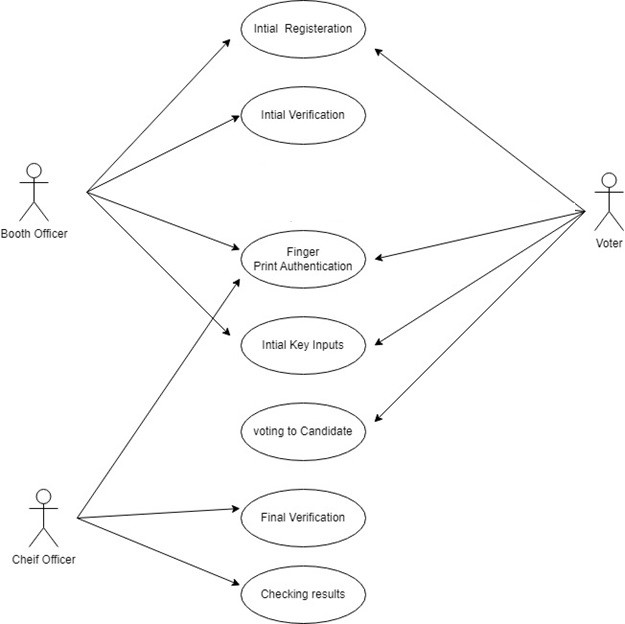 Intial Registeration
Intial Verification
Booth Officer
Voter
Finger
Print Authentication
Intial Key Inputs
voting to Candidate
Final Verification
Cheif Officer
Checking results